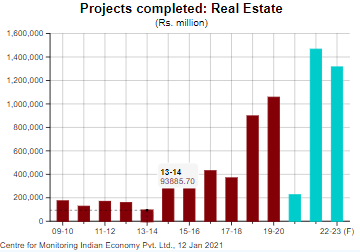 Projects completed: Real Estate
(Rs. million)
1,600,000
1,400,000
1,200,000
1,000,000
800,000
600,000
400,000
200,000
0
13-14
93885.70
09-10 11-12 13-14 15-16 17-18 19-20 22-23 (F)
Centre for Monitoring Indian Economy Pvt. Ltd., 12 Jan 2021